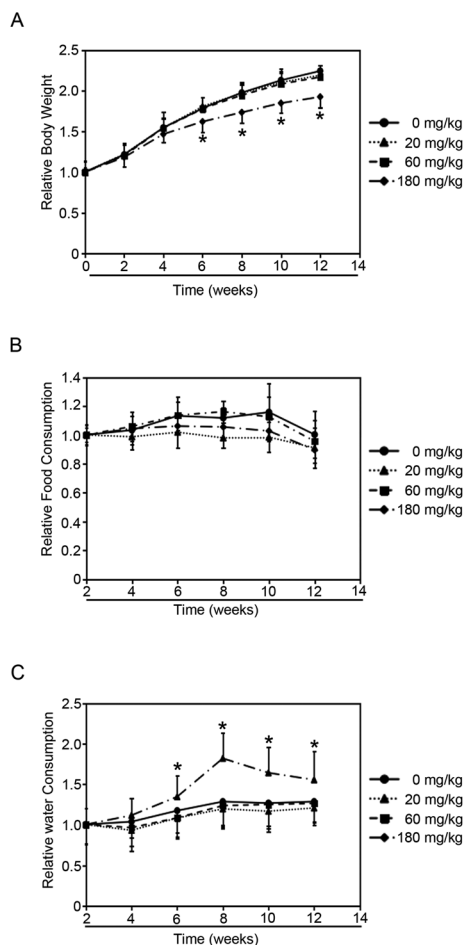 A
Relative Body Weight
2.5
2.0
1.5
1.0
0.5
0
0 2 4 6 8 10 12 14
Time (weeks)
* * * *
0 mg/kg
20 mg/kg
60 mg/kg
180 mg/kg
B
Relative Food Consumption
1.4
1.2
1.0
0.8
0.6
0.4
0.2
0
2 4 6 8 10 12 14
Time (weeks)
0 mg/kg
20 mg/kg
60 mg/kg
180 mg/kg
C
Relative water Consumption
2.5
2.0
1.5
1.0
0.5
0
2 4 6 8 10 12 14
Time (weeks)
* * * *
0 mg/kg
20 mg/kg
60 mg/kg
180 mg/kg